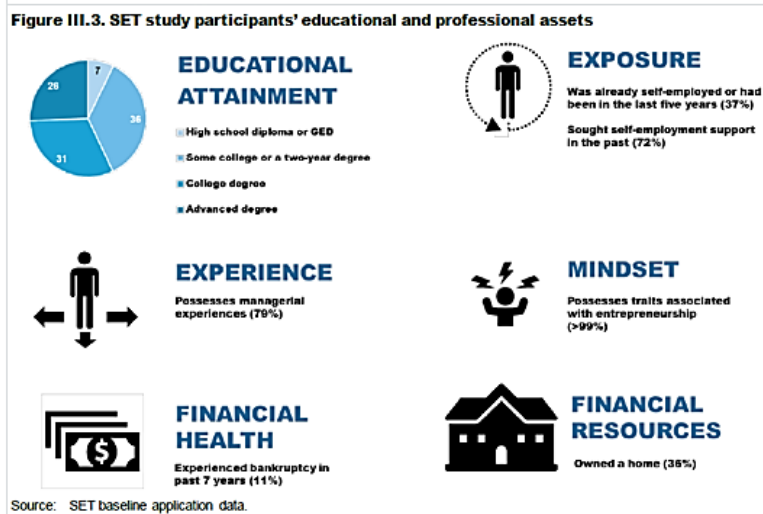 Figure III.3. SET study participants' educational and professional assets
7
36
31
26
EDUCATIONAL
ATTAINMENT
High school diploma or GED
Some college or a two-year degree
College degree
Advanced degree
EXPOSURE
Was already self-employed or had
been in the last five years (37%)
Sought self-employment support
in the past (72%)
EXPERIENCE
Possesses managerial
experiences (79%)
MINDSET
Possesses traits associated
with entrepreneurship
(>99%)
$
FINANCIAL
HEALTH
Experienced bankruptcy in
past 7 years (11%)
FINANCIAL
RESOURCES
Owned a home (36%)
Source: SET baseline application data.